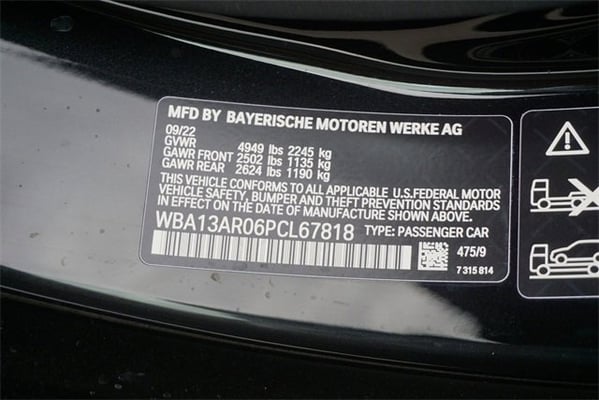 MFD BY BAYERISCHE MOTOREN WERKE AG
09/22
GVWR 4949 lbs 2245 kg
GAWR FRONT 2502 lbs 1135 kg
GAWR REAR 2624 lbs 1190 kg
THIS VEHICLE CONFORMS TO ALL APPLICABLE U.S.FEDERAL MOTOR
VEHICLE SAFETY, BUMPER AND THEFT PREVENTION STANDARDS
IN EFFECT ON THE DATE OF MANUFACTURE SHOWN ABOVE.
WBA13AR06PCL67818 TYPE: PASSENGER CAR
475/9
7 315 814